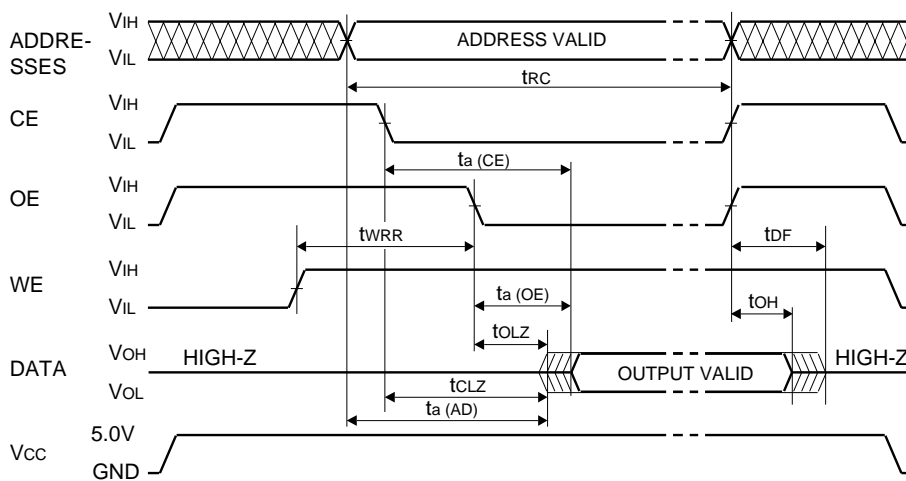 ADDRE-
SSES
VIH
VIL
ADDRESS VALID
tRC
CE
VIH
VIL
ta (CE)
OE
VIH
VIL
tWRR
tDF
WE
VIH
VIL
ta (OE)
tOH
tOLZ
DATA
VOH
VOL
HIGH-Z
OUTPUT VALID
HIGH-Z
tCLZ
ta (AD)
VCC
5.0V
GND